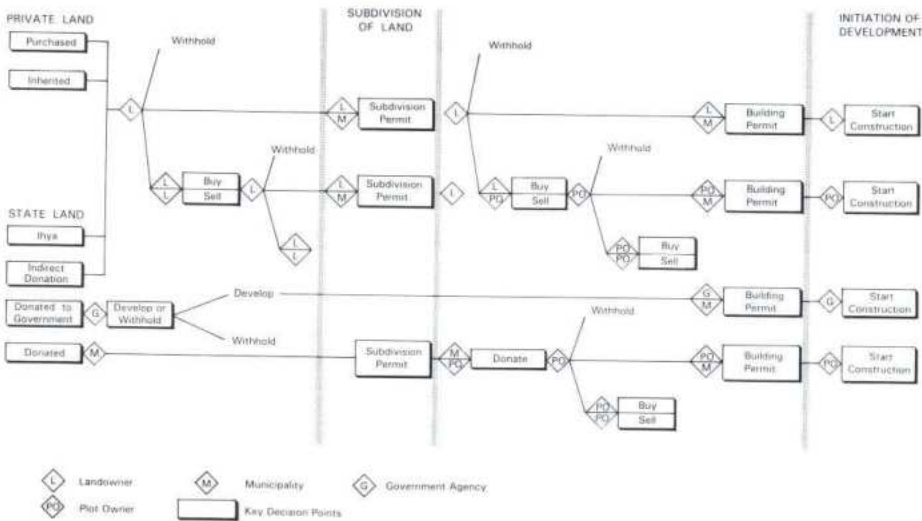 PRIVATE LAND
SUBDIVISION
OF LAND
INITIATION OF
DEVELOPMENT
Purchased
Inherited
L
Withhold
L
M
Subdivision
Permit
L
Withhold
L
M
Building
Permit
L
Start
Construction
L
L
Buy
Sell
L
Withhold
L
M
Subdivision
Permit
L
L
PO
Buy
Sell
PO
Withhold
PO
M
Building
Permit
PO
Start
Construction
L
L
PO
PO
Buy
Sell
STATE LAND
Ihya
Indirect
Donation
Donated to
Government
G
Develop or
Withhold
Develop
Withhold
G
M
Building
Permit
G
Start
Construction
Donated
M
Subdivision
Permit
M
PO
Donate
PO
Withhold
PO
M
Building
Permit
PO
Start
Construction
PO
PO
Buy
Sell
L Landowner
M Municipality
G Government Agency
PO Plot Owner
Key Decision Points